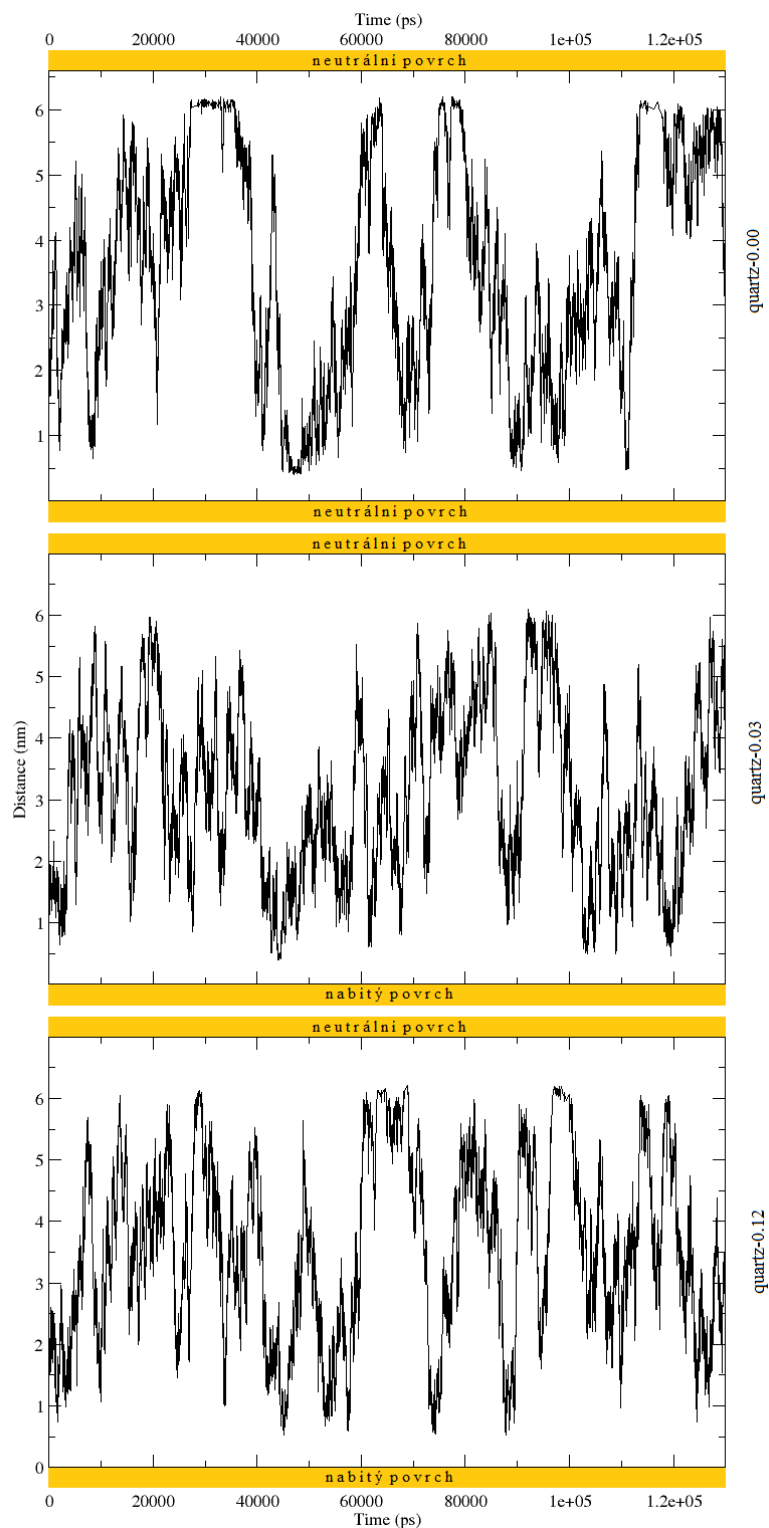 Time (ps)
0 20000 40000 60000 80000 1e+05 1.2e+05
neutrální povrch
6
5
4
3
2
1
quartz-0.00
neutrální povrch
neutrální povrch
6
5
4
3
2
1
Distance (nm)
quartz-0.03
nabitý povrch
neutrální povrch
6
5
4
3
2
1
0
quartz-0.12
nabitý povrch
0 20000 40000 60000 80000 1e+05 1.2e+05
Time (ps)